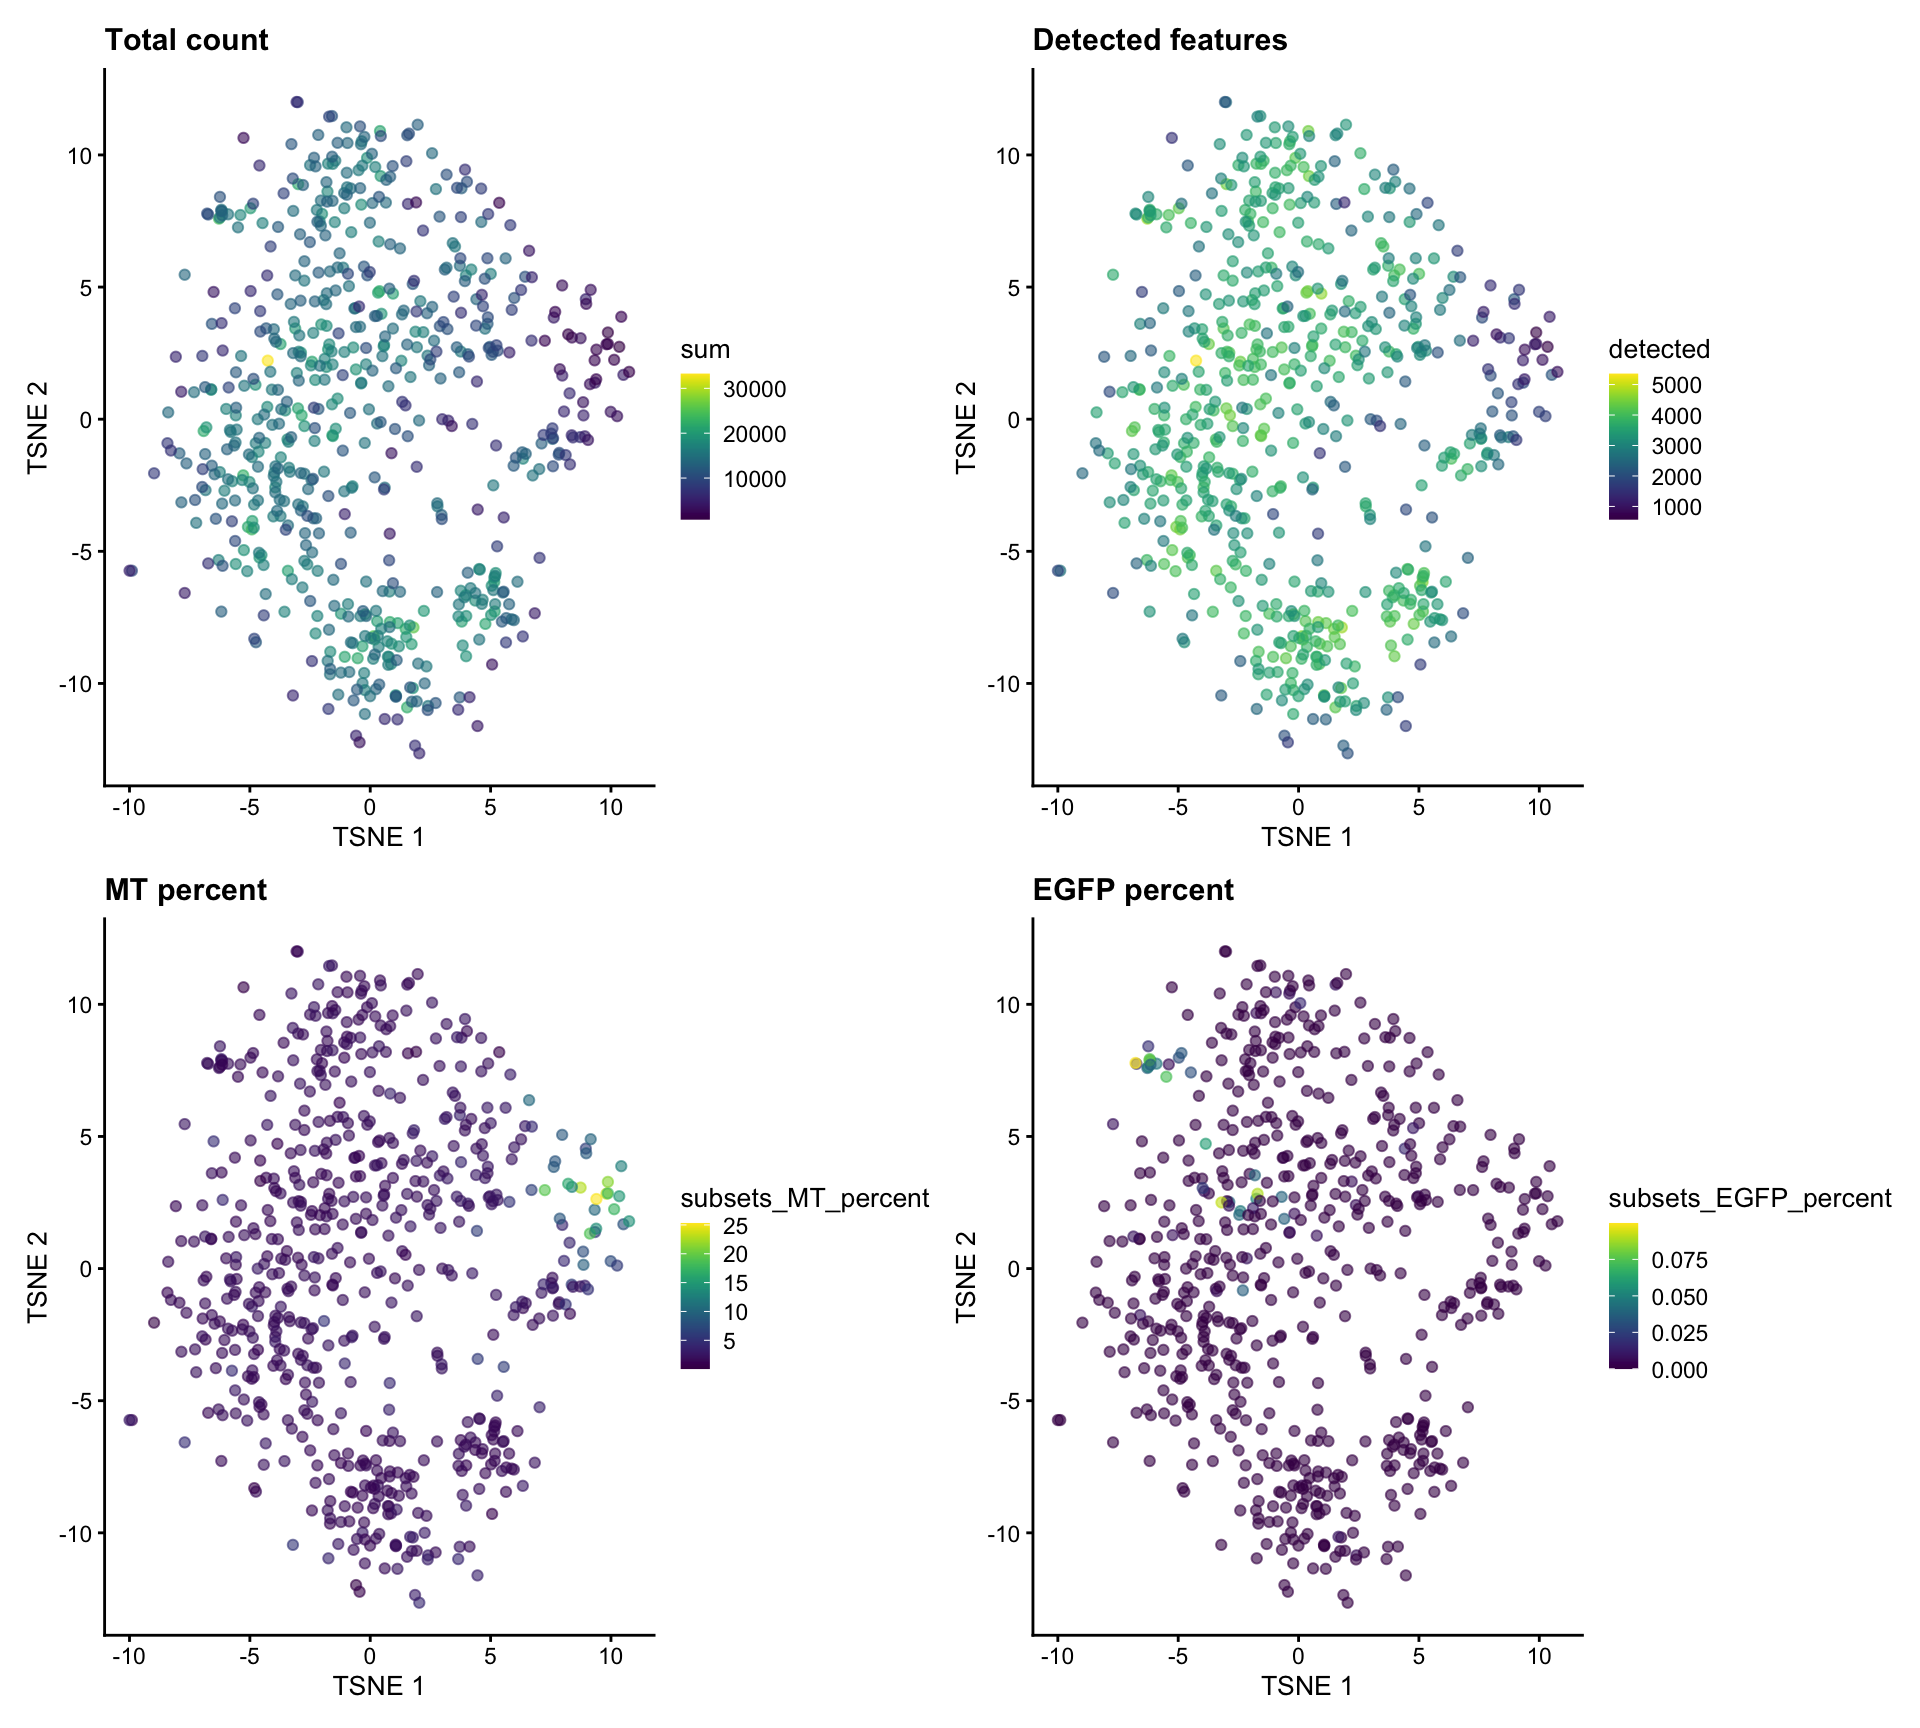 Total count
10
5
0
-5
-10
TSNE 2
-10 -5 0 5 10
TSNE 1
sum
30000
20000
10000
Detected features
10
5
0
-5
-10
TSNE 2
-10 -5 0 5 10
TSNE 1
detected
5000
4000
3000
2000
1000
MT percent
10
5
0
-5
-10
TSNE 2
-10 -5 0 5 10
TSNE 1
subsets_MT_percent
25
20
15
10
5
EGFP percent
10
5
0
-5
-10
TSNE 2
-10 -5 0 5 10
TSNE 1
subsets_EGFP_percent
0.075
0.050
0.025
0.000